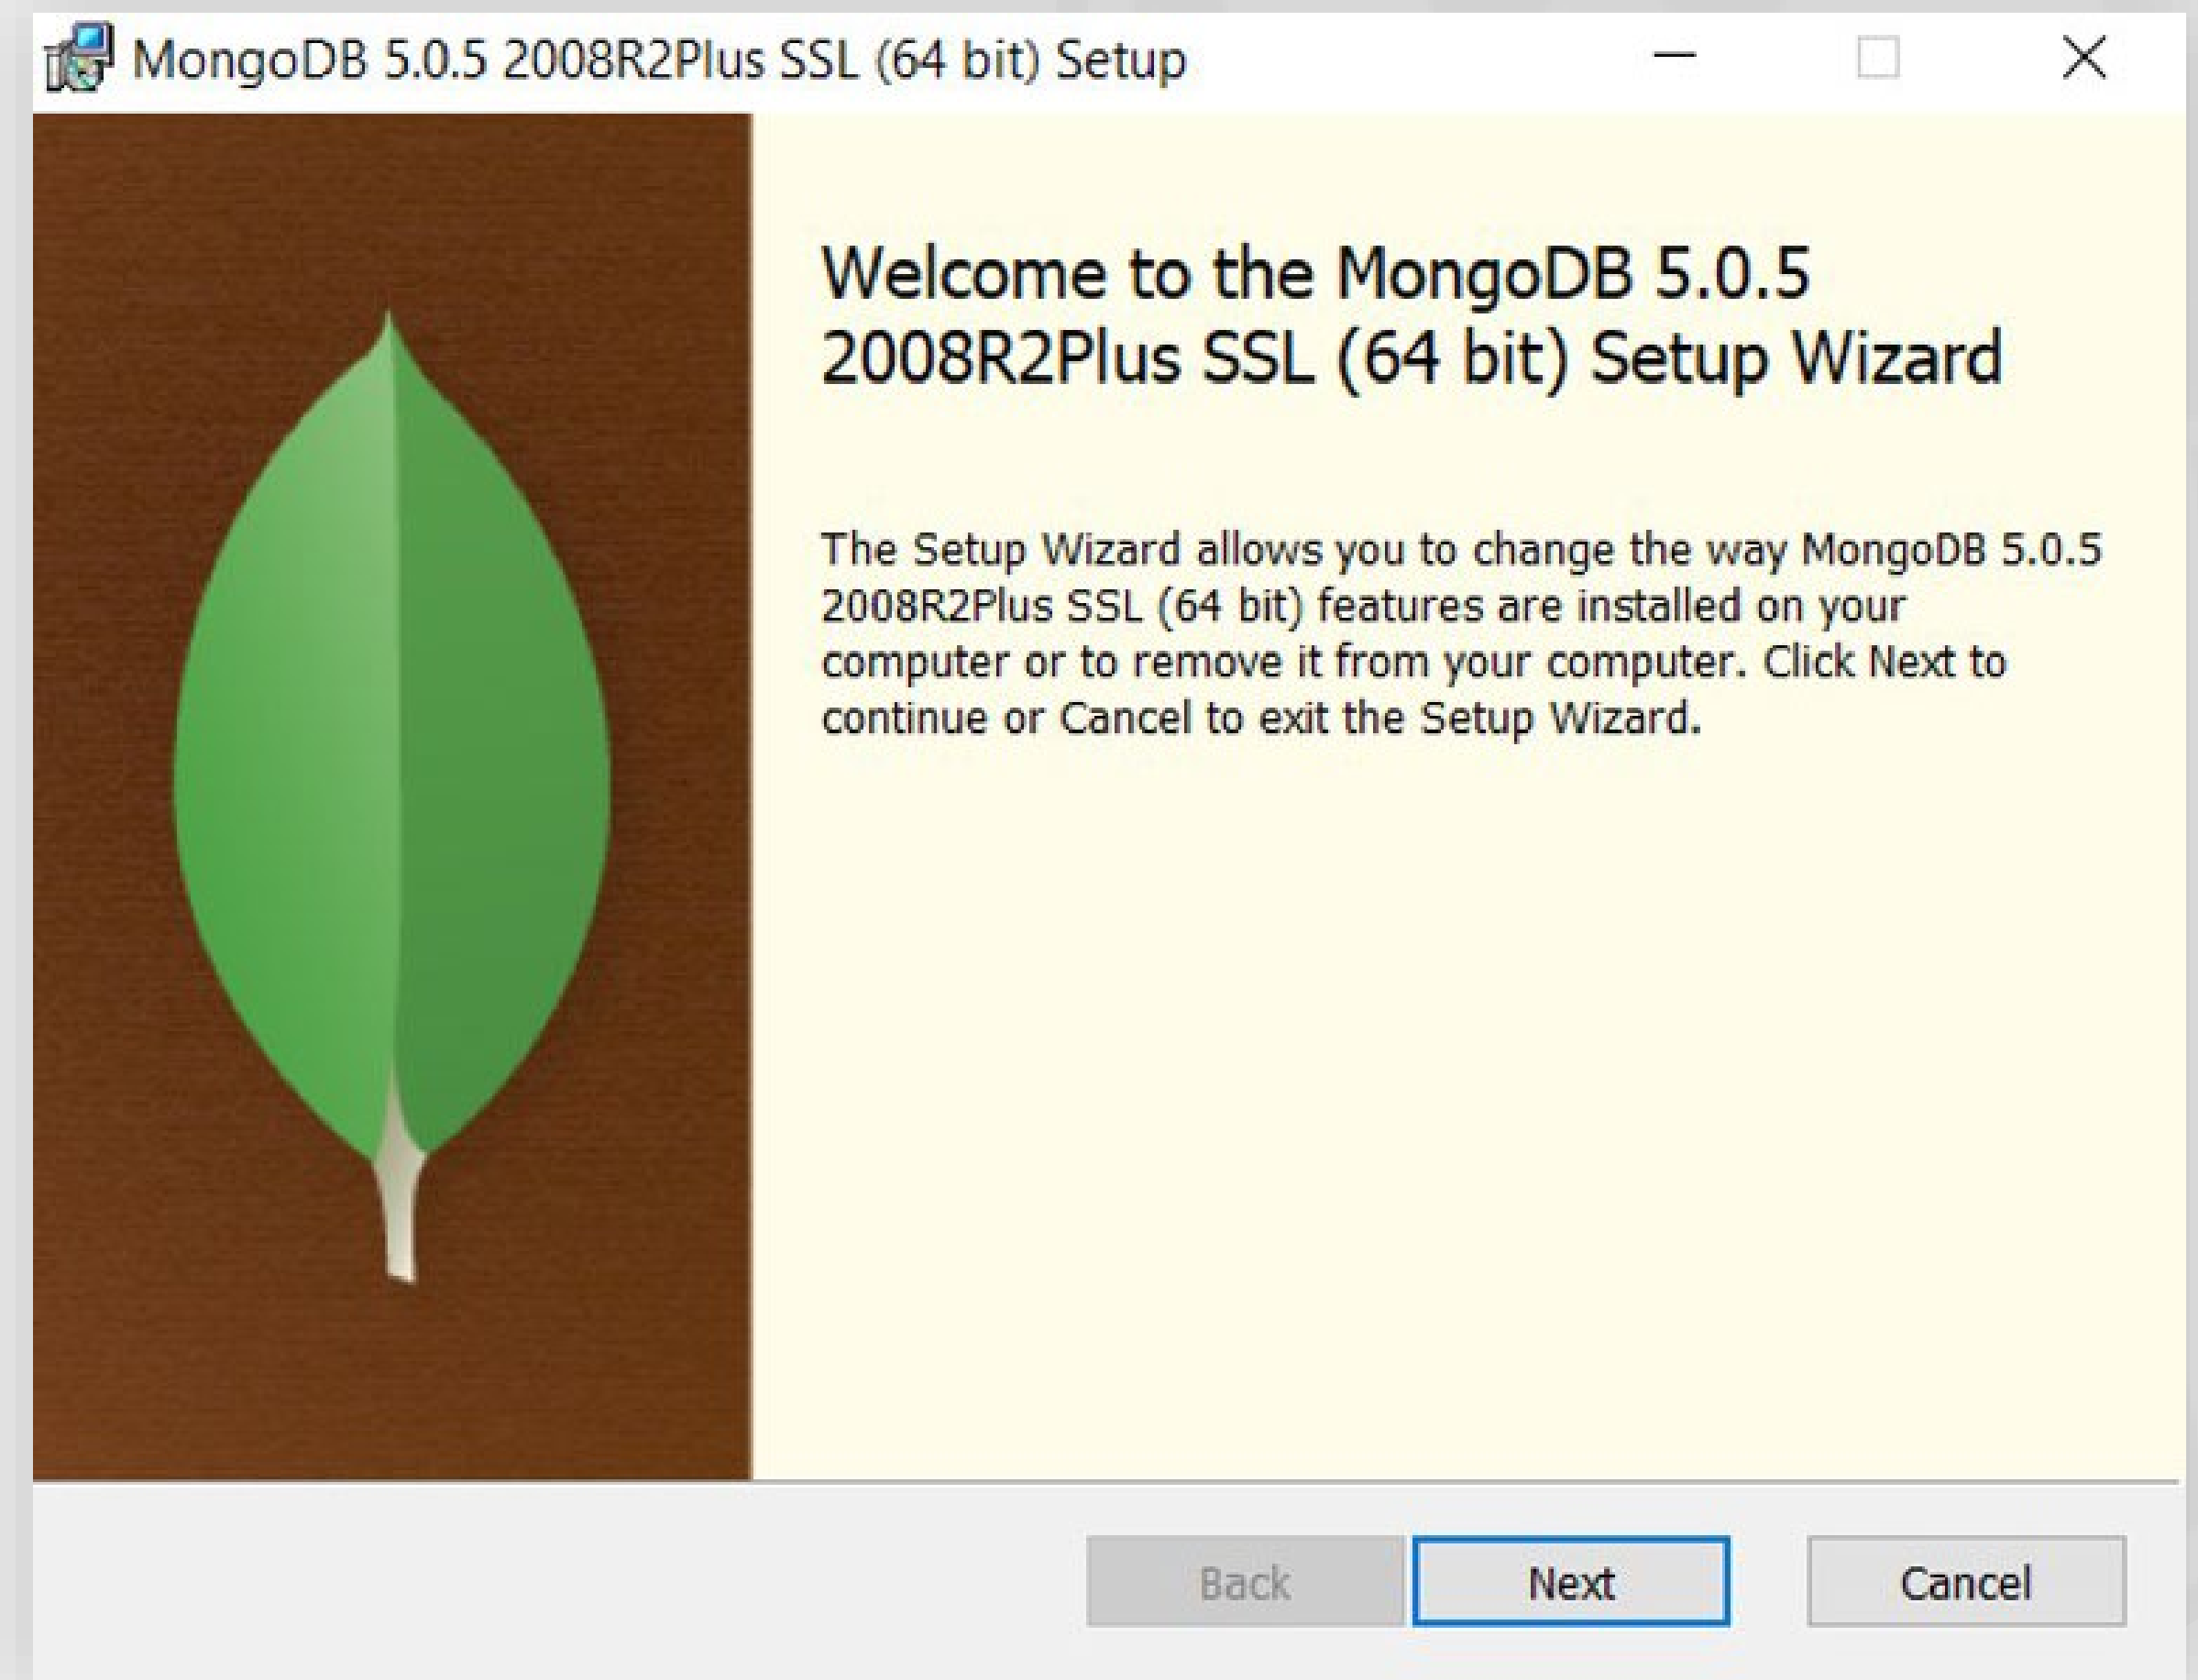 MongoDB 5.0.5 2008R2Plus SSL (64 bit) Setup
Welcome to the MongoDB 5.0.5
2008R2Plus SSL (64 bit) Setup Wizard
The Setup Wizard allows you to change the way MongoDB 5.0.5
2008R2Plus SSL (64 bit) features are installed on your
computer or to remove it from your computer. Click Next to
continue or Cancel to exit the Setup Wizard.
Back
Next
Cancel